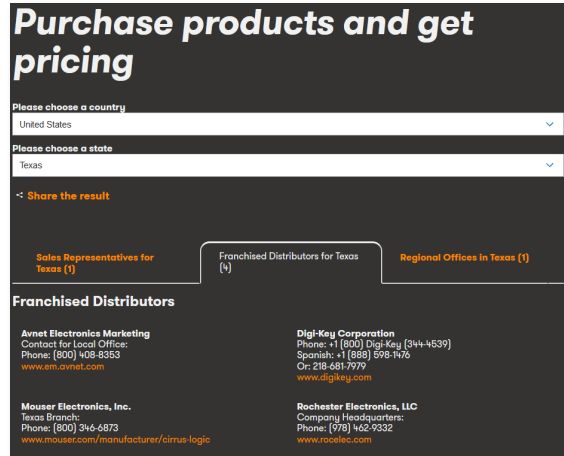 Purchase products and get
pricing
Please choose a country
United States
Please choose a state
Texas
Share the result
Sales Representatives for
Texas (1)
Franchised Distributors for Texas
(4)
Regional Offices in Texas (1)
Franchised Distributors
Avnet Electronics Marketing
Contact for Local Office:
Phone: (800) 408-8353
www.em.avnet.com
Digi-Key Corporation
Phone: +1 (800) Digi-Key (344-4539)
Spanish: +1 (888) 598-1476
Or: 218-681-7979
www.digikey.com
Mouser Electronics, Inc.
Texas Branch:
Phone: (800) 346-6873
www.mouser.com/manufacturer/cirrus-logic
Rochester Electronics, LLC
Company Headquarters:
Phone: (978) 462-9332
www.rocelec.com